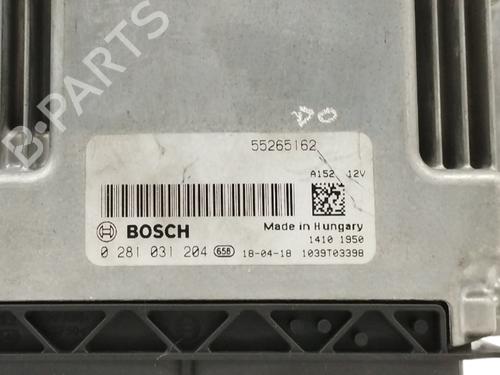 B-PARTS
DO
55265162
A152 12V
BOSCH
Made in Hungary
1410 1950
0 281 031 204 658 18-04-18 1039T03398